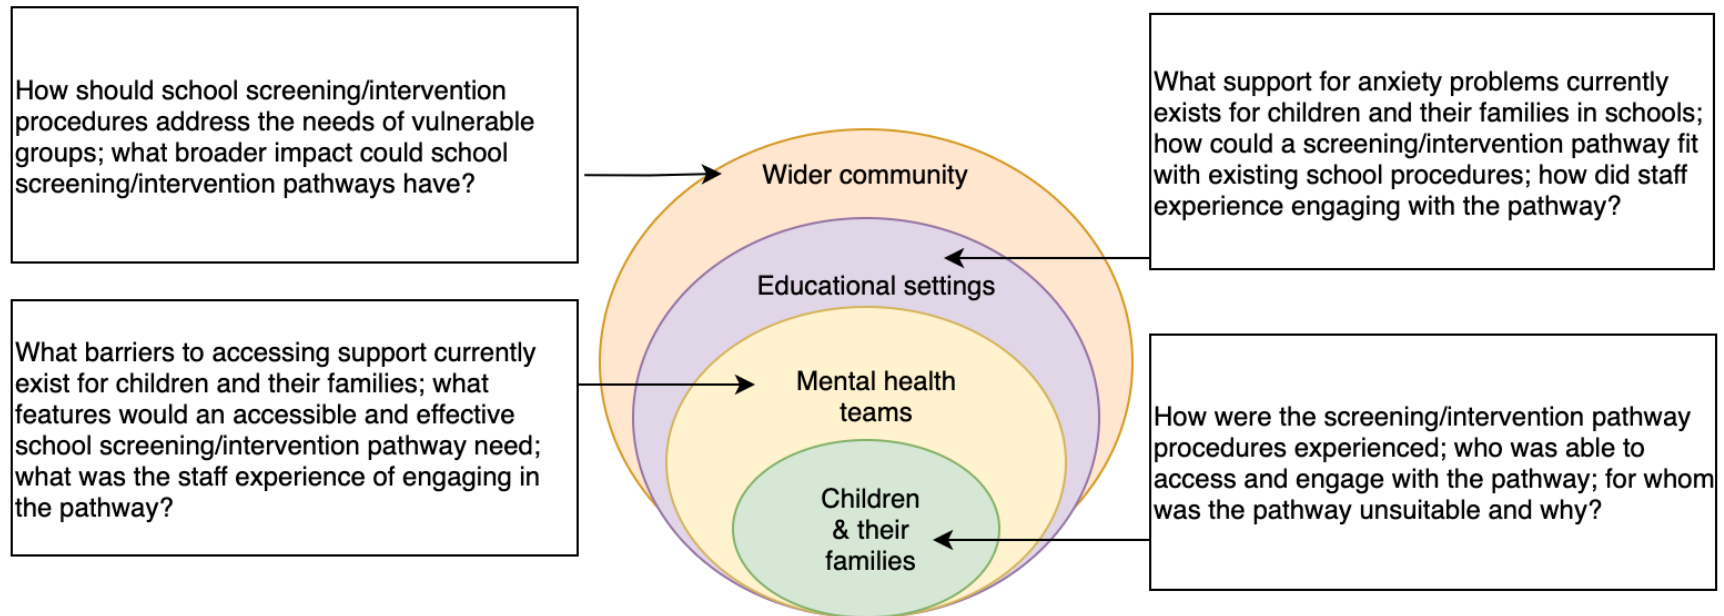 How should school screening/intervention
procedures address the needs of vulnerable
groups; what broader impact could school
screening/intervention pathways have?
What barriers to accessing support currently
exist for children and their families; what
features would an accessible and effective
school screening/intervention pathway need;
what was the staff experience of engaging in
the pathway?
Wider community
Educational settings
Mental health
teams
Children
& their
families
What support for anxiety problems currently
exists for children and their families in schools;
how could a screening/intervention pathway fit
with existing school procedures; how did staff
experience engaging with the pathway?
How were the screening/intervention pathway
procedures experienced; who was able to
access and engage with the pathway; for whom
was the pathway unsuitable and why?